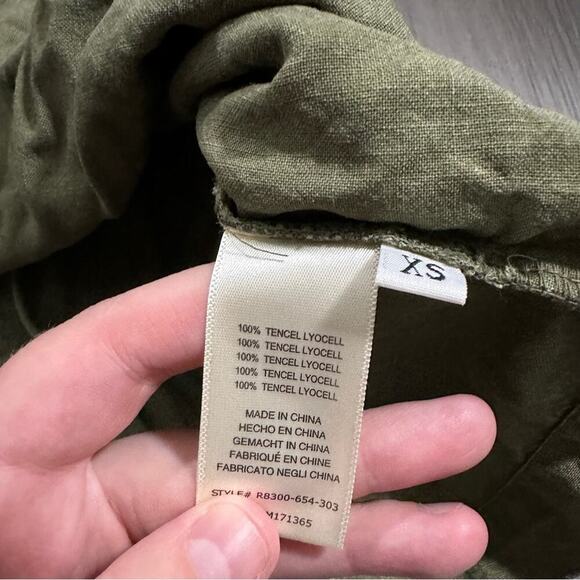 XS
100% TENCEL LYOCELL
100% TENCEL LYOCELL
100% TENCEL LYOCELL
100% TENCEL LYOCELL
100% TENCEL LYOCELL
MADE IN CHINA
HECHO EN CHINA
GEMACHT IN CHINA
FABRIQUÉ EN CHINE
FABRICATO NEGLI CHINA
STYLE# R8300-654-303
M171365